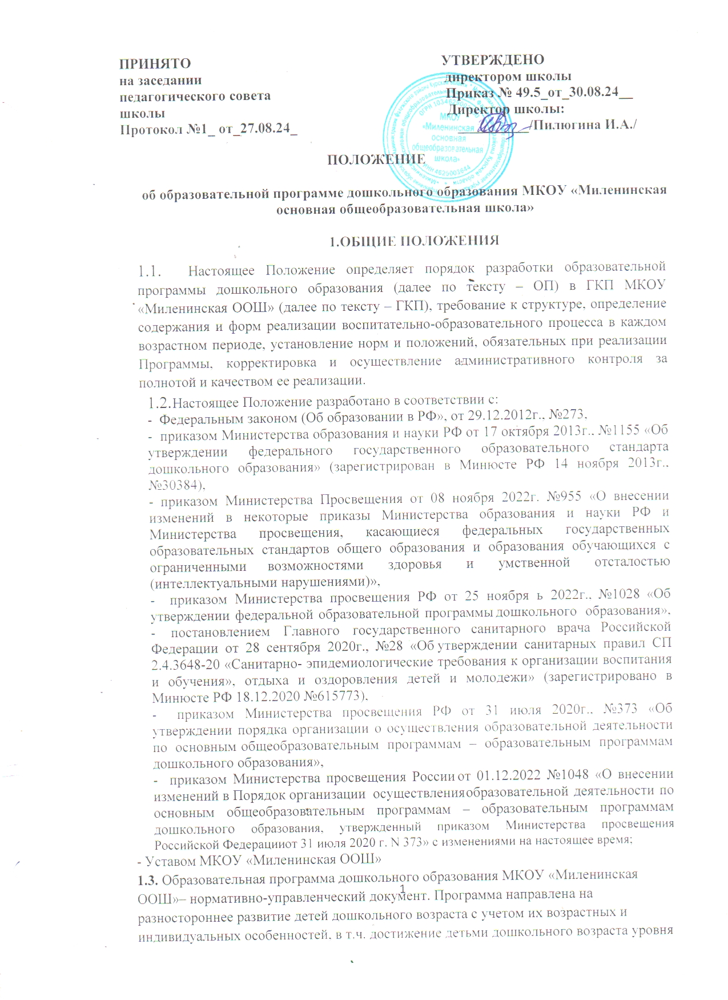 ПРИНЯТО
на заседании
педагогического совета
школы
Протокол №1_ от_27.08.24_
УТВЕРЖДЕНО
директором школы
Приказ № 49.5_от_30.08.24__
Директор школы:
__________/Пилюгина И.А./
МКОУ
«Миленинская
основная
общеобразовательная
школа»
ИНН 4625003644
ПОЛОЖЕНИЕ
об образовательной программе дошкольного образования МКОУ «Миленинская
основная общеобразовательная школа»
1.ОБЩИЕ ПОЛОЖЕНИЯ
1.1. Настоящее Положение определяет порядок разработки образовательной
программы дошкольного образования (далее по тексту – ОП) в ГКП МКОУ
«Миленинская ООШ» (далее по тексту – ГКП), требование к структуре, определение
содержания и форм реализации воспитательно-образовательного процесса в каждом
возрастном периоде, установление норм и положений, обязательных при реализации
Программы, корректировка и осуществление административного контроля за
полнотой и качеством ее реализации.
1.2.Настоящее Положение разработано в соответствии с:
- Федеральным законом (Об образовании в РФ», от 29.12.2012г., №273,
- приказом Министерства образования и науки РФ от 17 октября 2013г., №1155 «Об
утверждении федерального государственного образовательного стандарта
дошкольного образования» (зарегистрирован в Минюсте РФ 14 ноября 2013г.,
№30384),
- приказом Министерства Просвещения от 08 ноября 2022г. №955 «О внесении
изменений в некоторые приказы Министерства образования и науки РФ и
Министерства просвещения, касающиеся федеральных государственных
образовательных стандартов общего образования и образования обучающихся с
ограниченными возможностями здоровья и умственной отсталостью
(интеллектуальными нарушениями)»,
- приказом Министерства просвещения РФ от 25 ноября ь 2022г., №1028 «Об
утверждении федеральной образовательной программы дошкольного образования»,
- постановлением Главного государственного санитарного врача Российской
Федерации от 28 сентября 2020г., №28 «Об утверждении санитарных правил СП
2.4.3648-20 «Санитарно- эпидемиологические требования к организации воспитания
и обучения», отдыха и оздоровления детей и молодежи» (зарегистрировано в
Минюсте РФ 18.12.2020 №615773),
- приказом Министерства просвещения РФ от 31 июля 2020г., №373 «Об
утверждении порядка организации о осуществления образовательной деятельности
по основным общеобразовательным программам – образовательным программам
дошкольного образования»,
- приказом Министерства просвещения России от 01.12.2022 №1048 «О внесении
изменений в Порядок организации осуществления образовательной деятельности по
основным общеобразовательным программам – образовательным программам
дошкольного образования, утвержденный приказом Министерства просвещения
Российской Федерацииот 31 июля 2020 г. N 373» с изменениями на настоящее время;
- Уставом МКОУ «Миленинская ООШ»
1.3. Образовательная программа дошкольного образования МКОУ «Миленинская
ООШ»– нормативно-управленческий документ. Программа направлена на
разностороннее развитие детей дошкольного возраста с учетом их возрастных и
индивидуальных особенностей, в т.ч. достижение детьми дошкольного возраста уровня
1